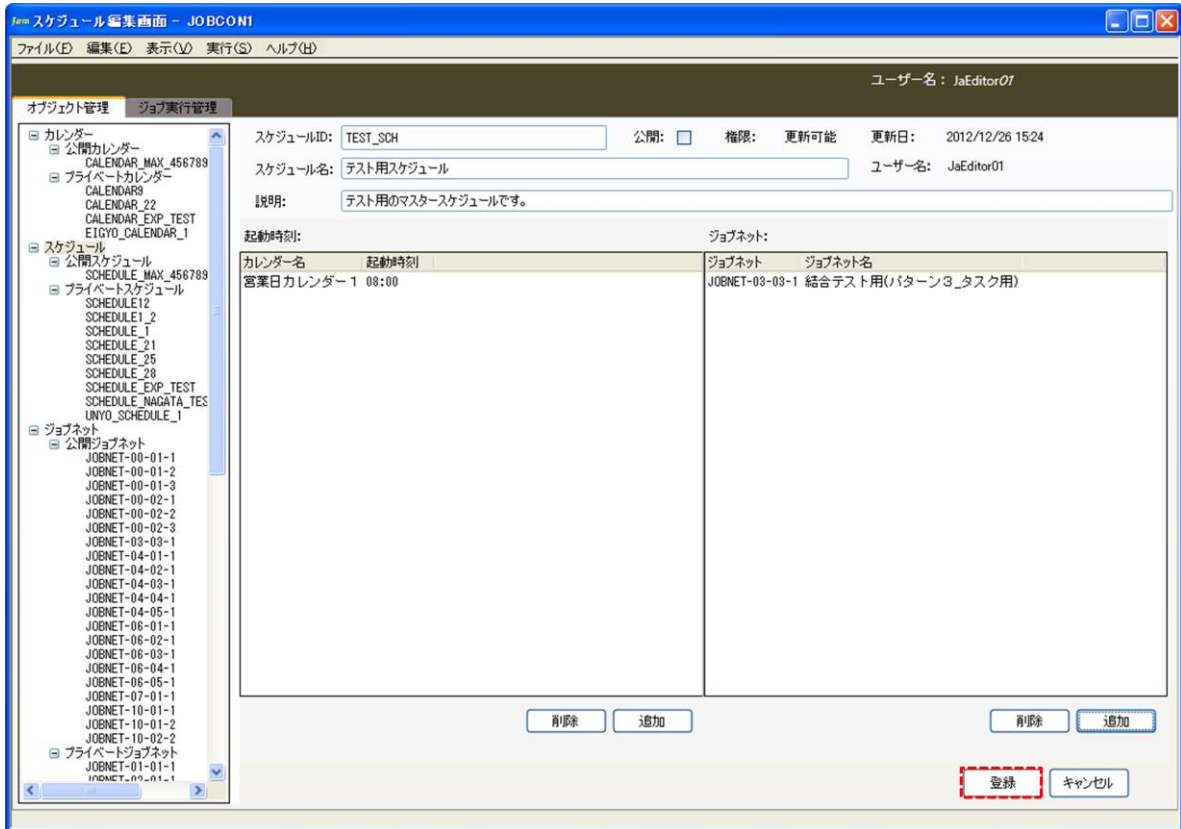 Jam スケジュール編集画面 - JOBCON1
ファイル(F) 編集(E) 表示(V) 実行(S) ヘルプ(H)
ユーザー名: JaEditor01
オブジェクト管理 ジョブ実行管理
カレンダー
公開カレンダー
CALENDAR_MAX_456789
プライベートカレンダー
CALENDAR9
CALENDAR_22
CALENDAR_EXP_TEST
EIGYO_CALENDAR_1
スケジュール
公開スケジュール
SCHEDULE_MAX_456789
プライベートスケジュール
SCHEDULE12
SCHEDULE1_2
SCHEDULE_1
SCHEDULE_21
SCHEDULE_25
SCHEDULE_28
SCHEDULE_EXP_TEST
SCHEDULE_NAGATA_TES
UNYO_SCHEDULE_1
ジョブネット
公開ジョブネット
JOBNET-00-01-1
JOBNET-00-01-2
JOBNET-00-01-3
JOBNET-00-02-1
JOBNET-00-02-2
JOBNET-00-02-3
JOBNET-03-03-1
JOBNET-04-01-1
JOBNET-04-02-1
JOBNET-04-03-1
JOBNET-04-04-1
JOBNET-04-05-1
JOBNET-06-01-1
JOBNET-06-02-1
JOBNET-06-03-1
JOBNET-06-04-1
JOBNET-06-05-1
JOBNET-07-01-1
JOBNET-10-01-1
JOBNET-10-01-2
JOBNET-10-02-2
プライベートジョブネット
JOBNET-01-01-1
JOBNET-02-01-1
スケジュールID: TEST_SCH 公開: 権限: 更新可能 更新日: 2012/12/26 15:24
スケジュール名: テスト用スケジュール ユーザー名: JaEditor01
説明: テスト用のマスタースケジュールです。
起動時刻: ジョブネット:
カレンダー名 起動時刻 ジョブネット ジョブネット名
営業日カレンダー1 08:00 JOBNET-03-03-1 結合テスト用(パターン3_タスク用)
削除 追加 削除 追加
登録 キャンセル